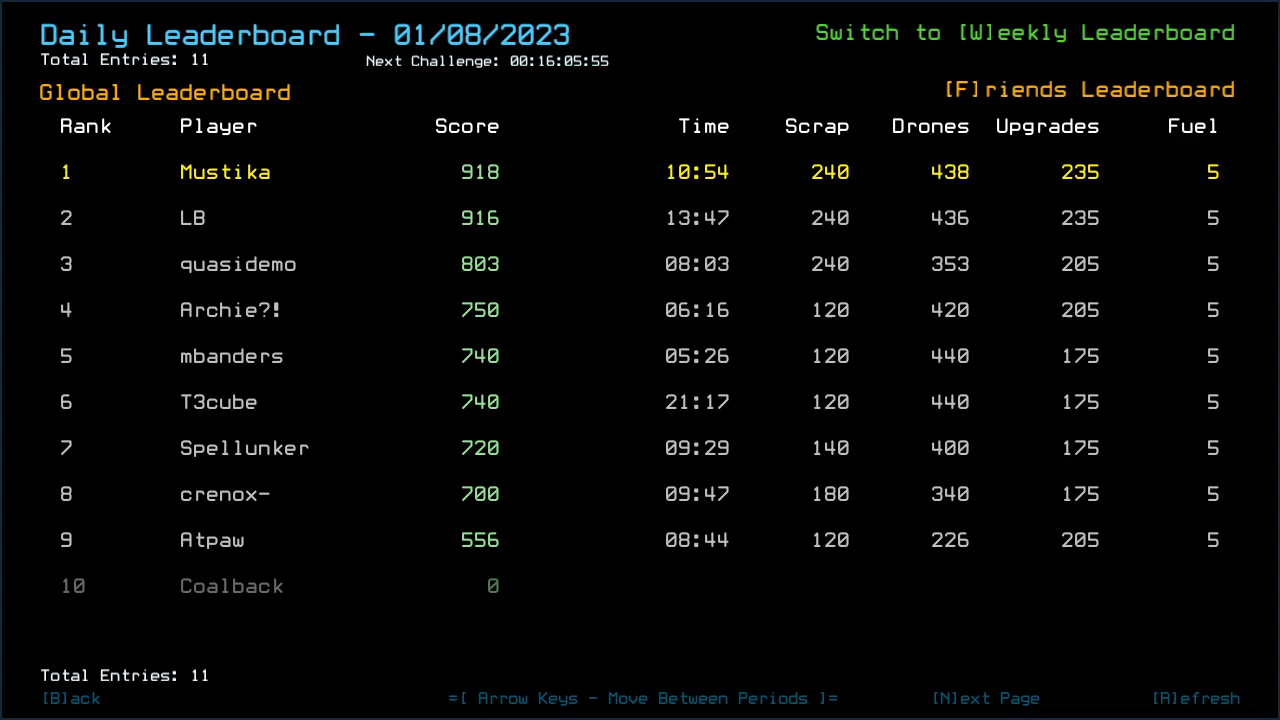 Daily Leaderboard - 01/08/2023 Switch to [W]eekly Leaderboard
Total Entries: 11 Next Challenge: 00:16:05:55
Global Leaderboard [F]riends Leaderboard
Rank Player Score Time Scrap Drones Upgrades Fuel
1 Mustika 918 10:54 240 438 235 5
2 LB 916 13:47 240 436 235 5
3 quasidemo 803 08:03 240 353 205 5
4 Archie?! 750 06:16 120 420 205 5
5 mbanders 740 05:26 120 440 175 5
6 T3cube 740 21:17 120 440 175 5
7 Spellunker 720 09:29 140 400 175 5
8 crenox- 700 09:47 180 340 175 5
9 Atpaw 556 08:44 120 226 205 5
10 Coalback 0
Total Entries: 11
[B]ack =[ Arrow Keys - Move Between Periods ]= [N]ext Page [R]efresh